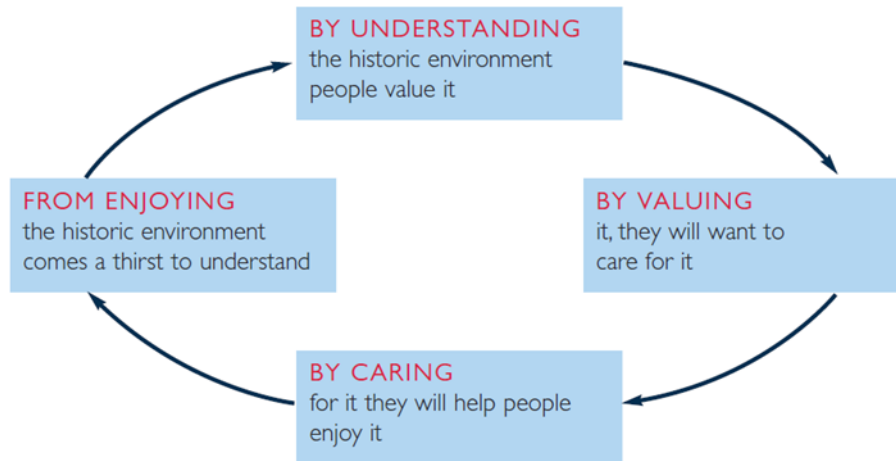 BY UNDERSTANDING
the historic environment
people value it
BY VALUING
it, they will want to
care for it
BY CARING
for it they will help people
enjoy it
FROM ENJOYING
the historic environment
comes a thirst to understand